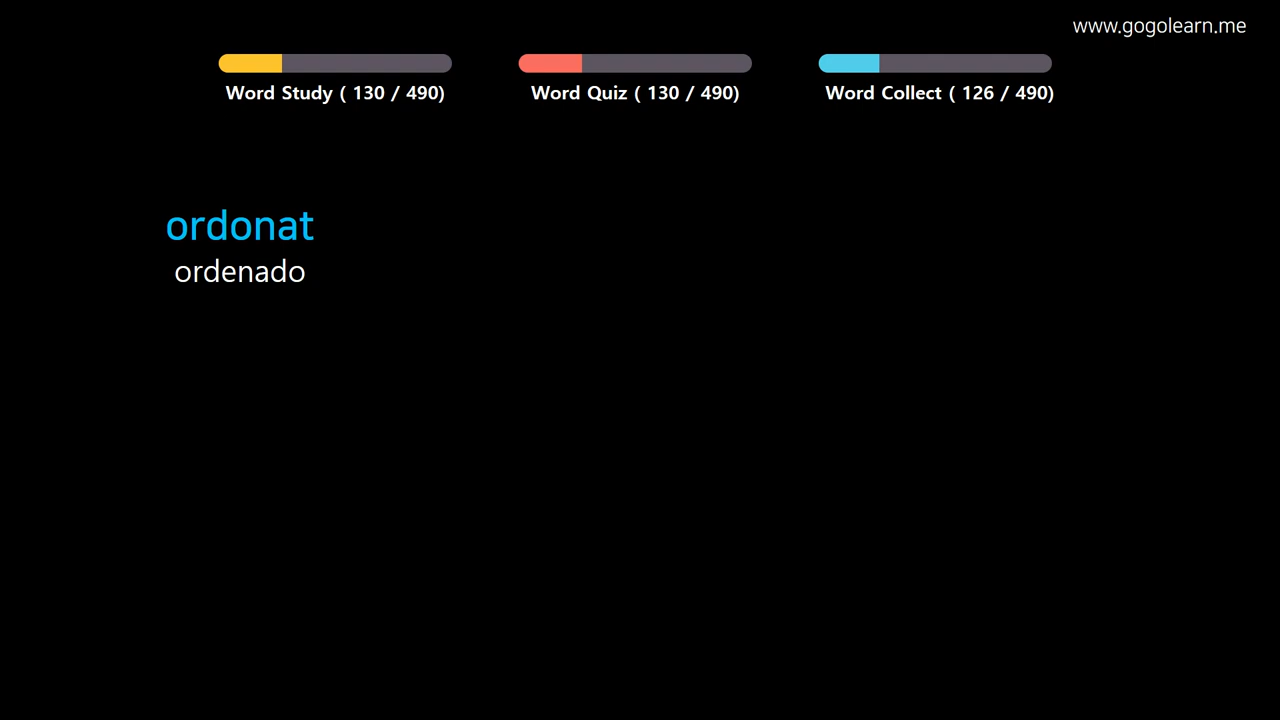 www.gogolearn.me
Word Study ( 130 / 490)
Word Quiz ( 130 / 490)
Word Collect ( 126 / 490)
ordonat
ordenado